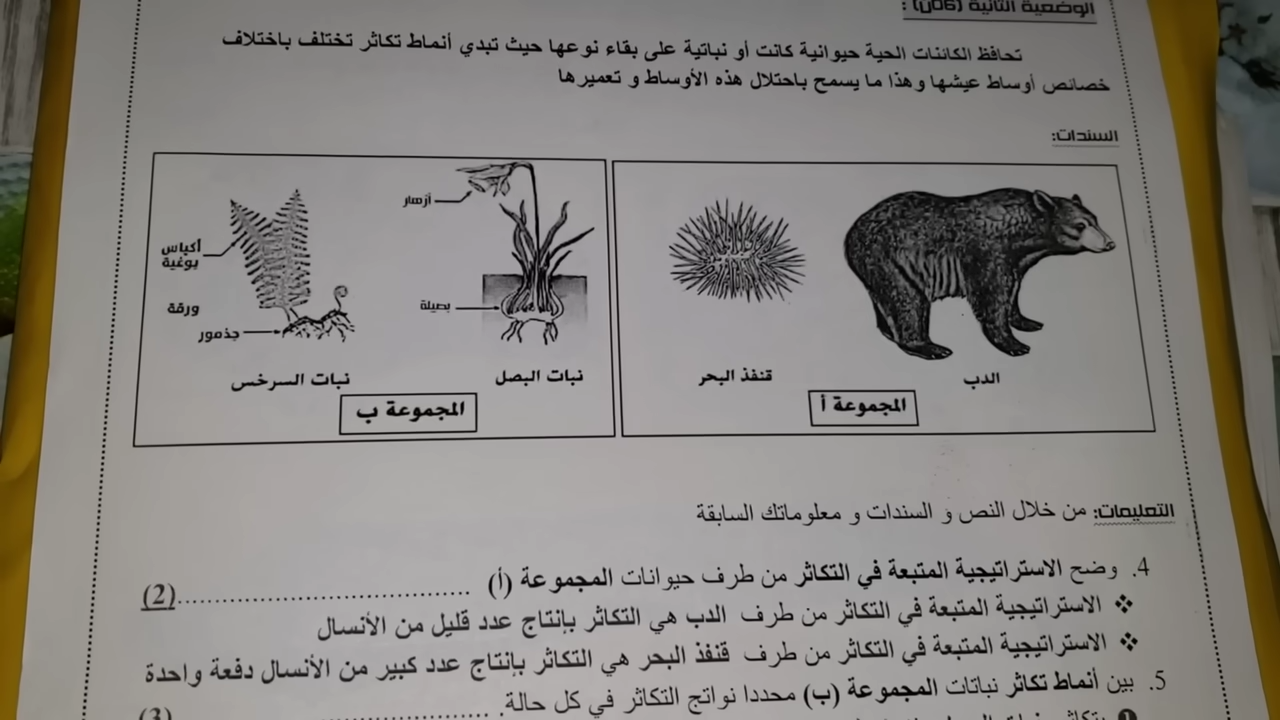 الوضعية الثانية (06ن) :
تحافظ الكائنات الحية حيوانية كانت أو نباتية على بقاء نوعها حيث تبدي أنماط تكاثر تختلف باختلاف
خصائص أوساط عيشها وهذا ما يسمح باحتلال هذه الأوساط و تعميرها
السندات:
الدب
قنفذ البحر
المجموعة أ
أزهار
بصيلة
نبات البصل
أكياس
بوغية
ورقة
جذمور
نبات السرخس
المجموعة ب
التعليمات: من خلال النص و السندات و معلوماتك السابقة
4. وضح الاستراتيجية المتبعة في التكاثر من طرف حيوانات المجموعة (أ) ................................(2)
❖ الاستراتيجية المتبعة في التكاثر من طرف الدب هي التكاثر بإنتاج عدد قليل من الأنسال
❖ الاستراتيجية المتبعة في التكاثر من طرف قنفذ البحر هي التكاثر بإنتاج عدد كبير من الأنسال دفعة واحدة
5. بين أنماط تكاثر نباتات المجموعة (ب) محددا نواتج التكاثر في كل حالة. ................................(3)